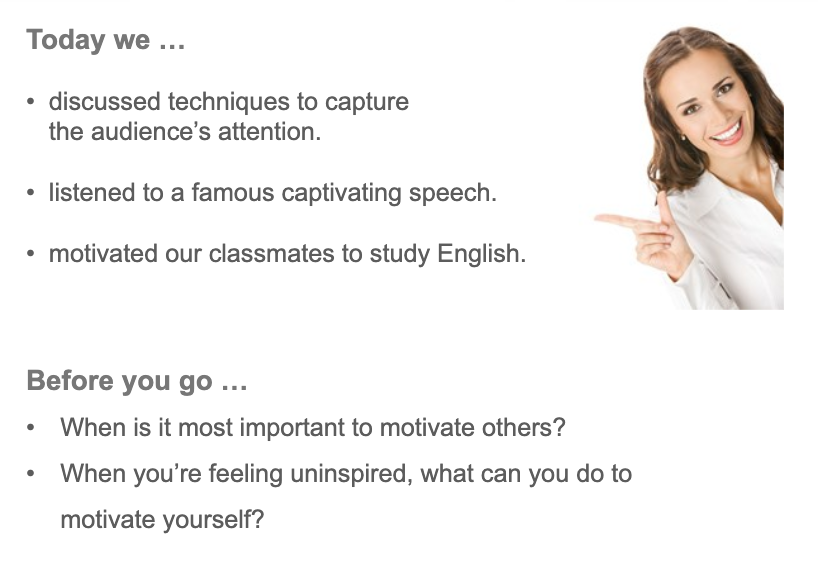 Today we …
• discussed techniques to capture
the audience’s attention.
• listened to a famous captivating speech.
• motivated our classmates to study English.
Before you go …
• When is it most important to motivate others?
• When you’re feeling uninspired, what can you do to
motivate yourself?